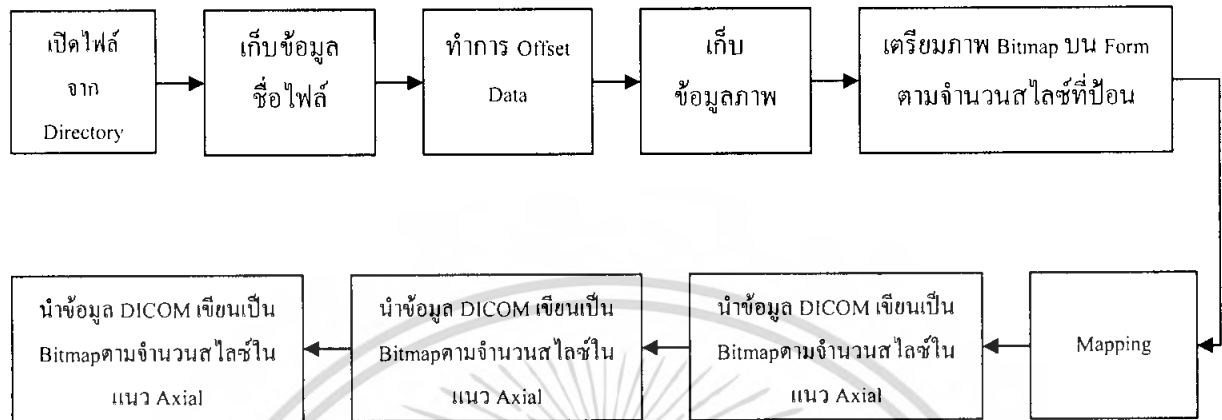 เปิดไฟล์
จาก
Directory
เก็บข้อมูล
ชื่อไฟล์
ทำการ Offset
Data
เก็บ
ข้อมูลภาพ
เตรียมภาพ Bitmap บน Form
ตามจำนวนสไลซ์ที่ป้อน
Mapping
นำข้อมูล DICOM เขียนเป็น
Bitmapตามจำนวนสไลซ์ใน
แนว Axial
นำข้อมูล DICOM เขียนเป็น
Bitmapตามจำนวนสไลซ์ใน
แนว Axial
นำข้อมูล DICOM เขียนเป็น
Bitmapตามจำนวนสไลซ์ใน
แนว Axial